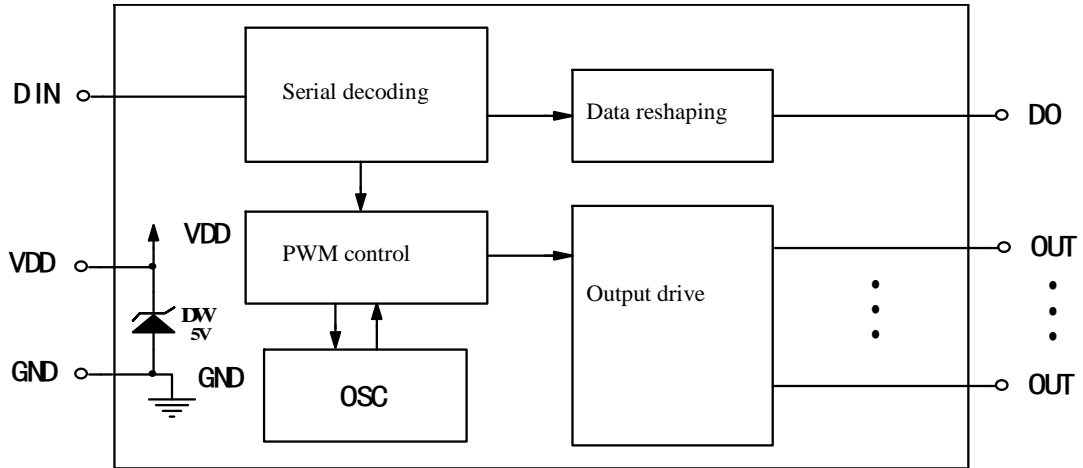 DIN
Serial decoding
Data reshaping
DO
VDD
VDD
PWM control
OUT
Output drive
DW
5V
GND
GND
OSC
OUT